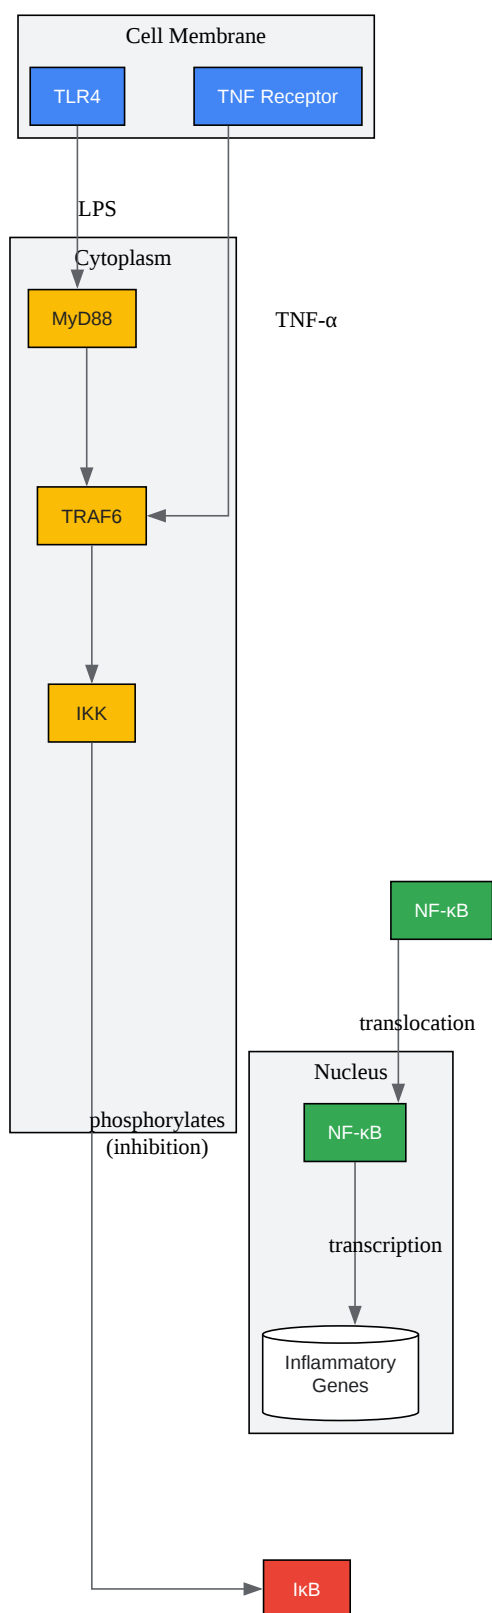 Cell Membrane
TLR4
TNF Receptor
LPS
Cytoplasm
MyD88
TNF-α
TRAF6
IKK
NF-κB
translocation
Nucleus
NF-κB
phosphorylates
(inhibition)
transcription
Inflammatory
Genes
IκB